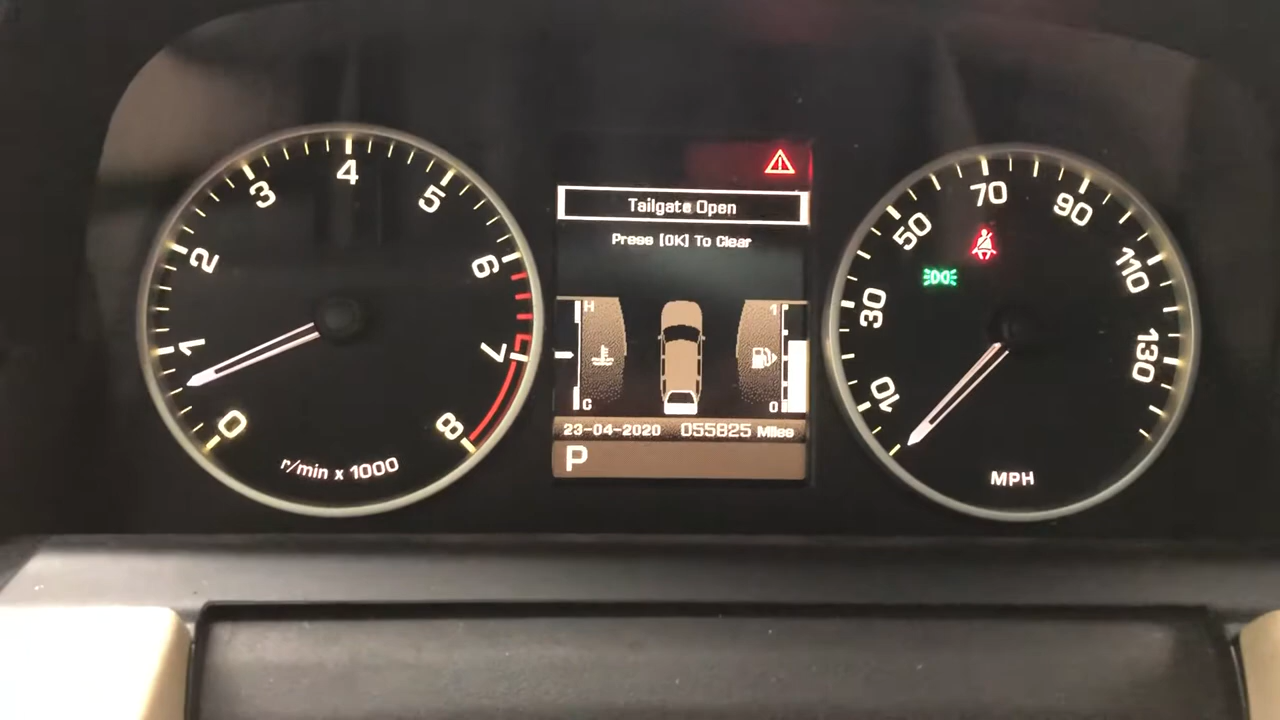 0
1
2
3
4
5
6
7
8
r/min x 1000
Tailgate Open
Press [OK] To Clear
H
C
1
0
23-04-2020 055825 Miles
P
10
30
50
70
90
110
130
MPH